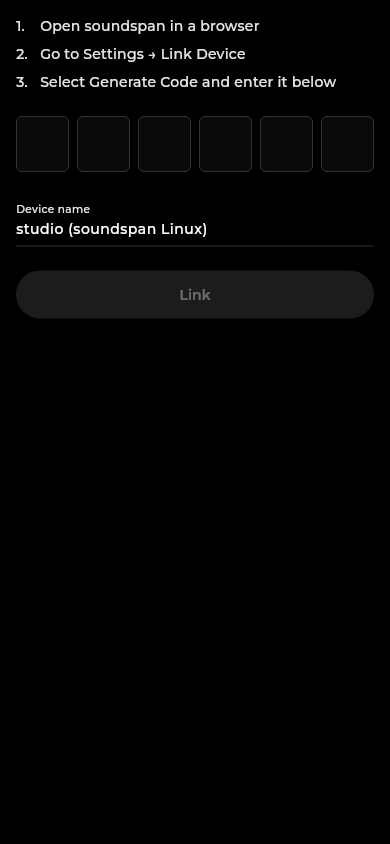 1. Open soundspan in a browser
2. Go to Settings → Link Device
3. Select Generate Code and enter it below
Device name
studio (soundspan Linux)
Link